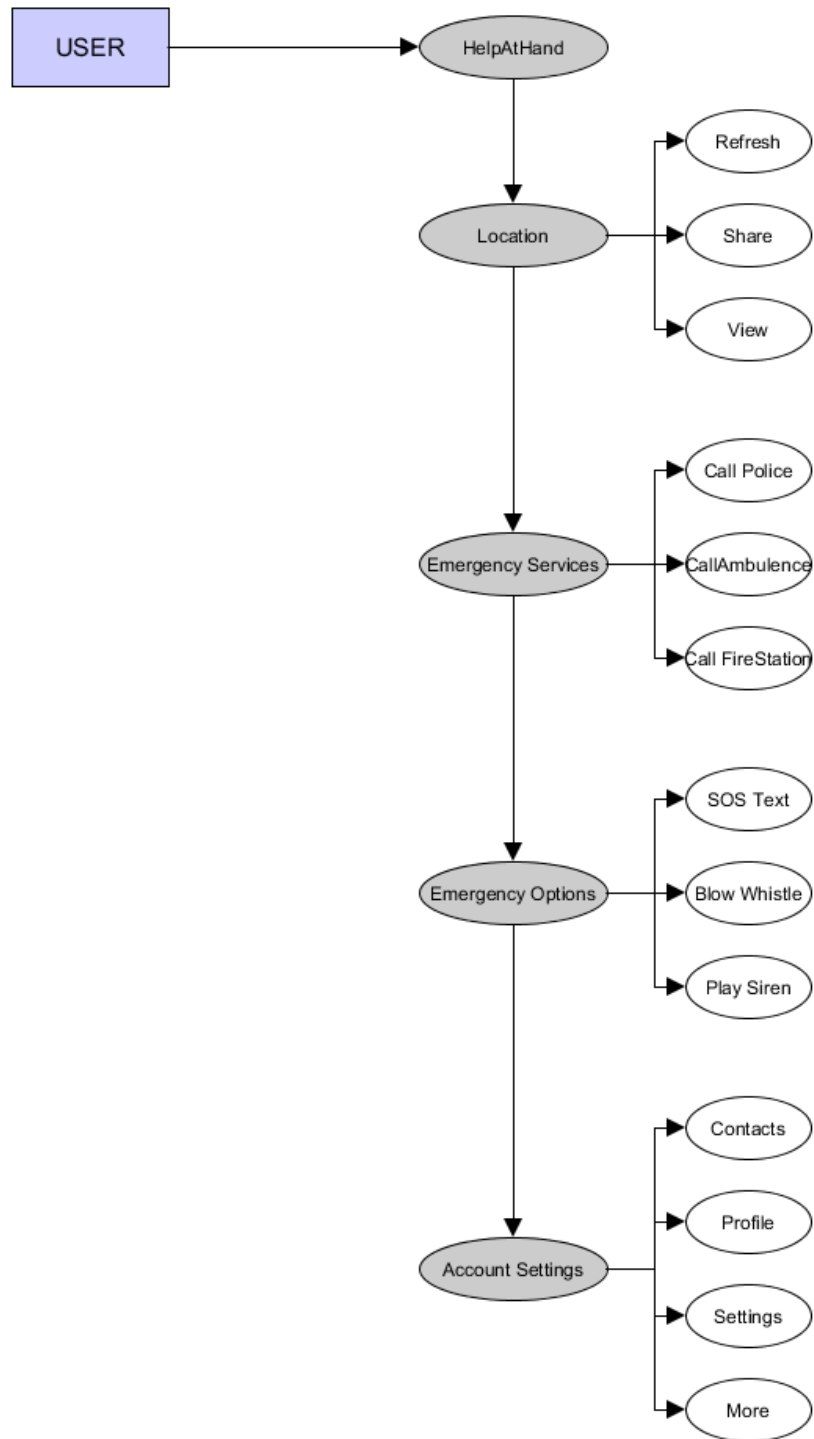 USER
HelpAtHand
Refresh
Location
Share
View
Call Police
Emergency Services
CallAmbulence
Call FireStation
SOS Text
Emergency Options
Blow Whistle
Play Siren
Contacts
Profile
Account Settings
Settings
More